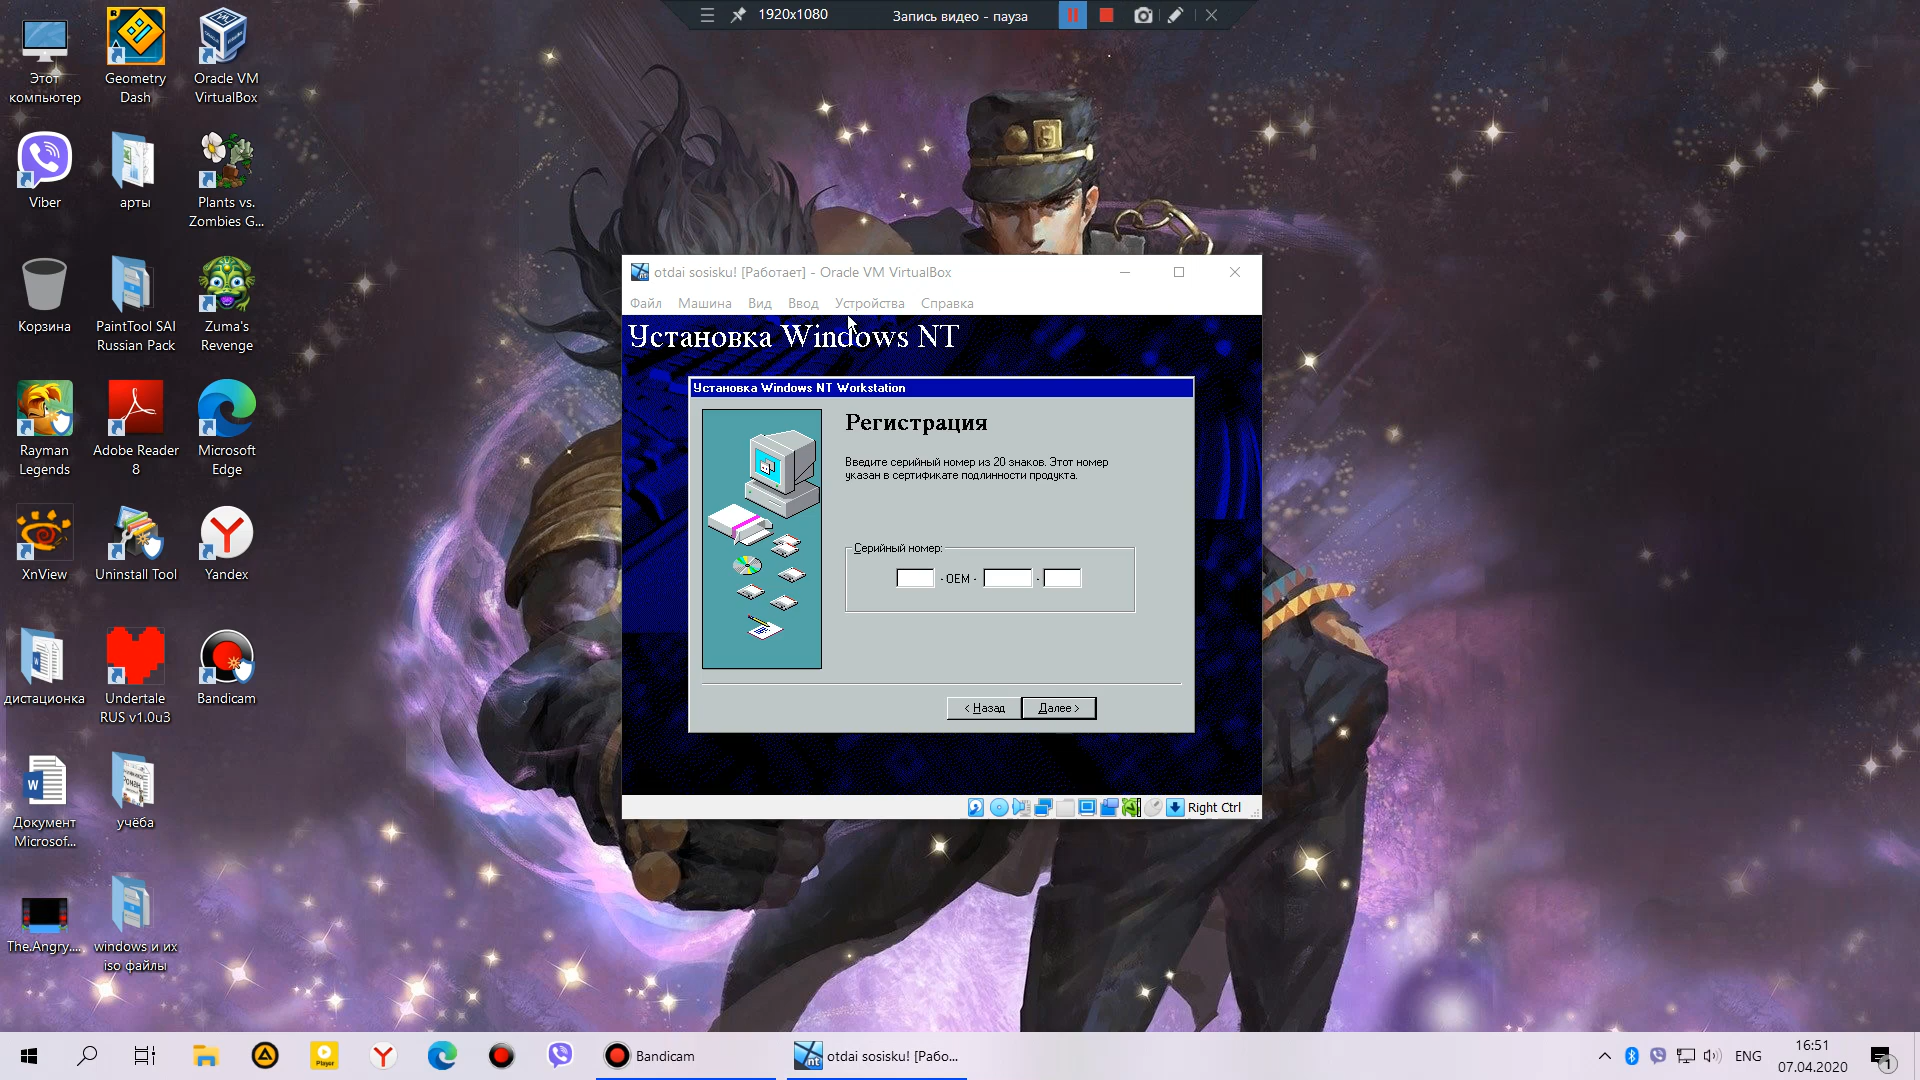 1920x1080
Запись видео - пауза
Этот
компьютер
Geometry
Dash
Oracle VM
VirtualBox
Viber
арты
Plants vs.
Zombies G...
Корзина
PaintTool SAI
Russian Pack
Zuma's
Revenge
Rayman
Legends
Adobe Reader
8
Microsoft
Edge
XnView
Uninstall Tool
Yandex
дистационка
Undertale
RUS v1.0u3
Bandicam
Документ
Microsof...
учёба
The.Angry....
windows и их
iso файлы
otdai sosisku! [Работает] - Oracle VM VirtualBox
Файл Машина Вид Ввод Устройства Справка
Установка Windows NT
Установка Windows NT Workstation
Регистрация
Введите серийный номер из 20 знаков. Этот номер
указан в сертификате подлинности продукта.
Серийный номер:
- OEM - -
< Назад
Далее >
Right Ctrl
Bandicam
otdai sosisku! [Рабо...
ENG
16:51
07.04.2020
1